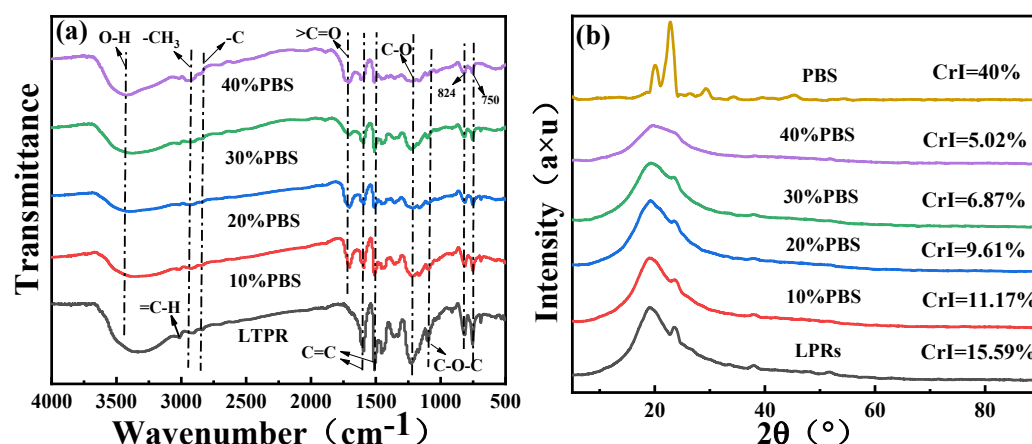 (a)
O-H
-CH3
-C
>C=O
C-O
824
750
40%PBS
30%PBS
20%PBS
10%PBS
=C-H
LTPR
C=C
C-O-C
Transmittance
4000 3500 3000 2500 2000 1500 1000 500
Wavenumber（cm-1）
(b)
PBS CrI=40%
40%PBS CrI=5.02%
30%PBS CrI=6.87%
20%PBS CrI=9.61%
10%PBS CrI=11.17%
LPRs CrI=15.59%
Intensity（a×u）
20 40 60 80
2θ（°）